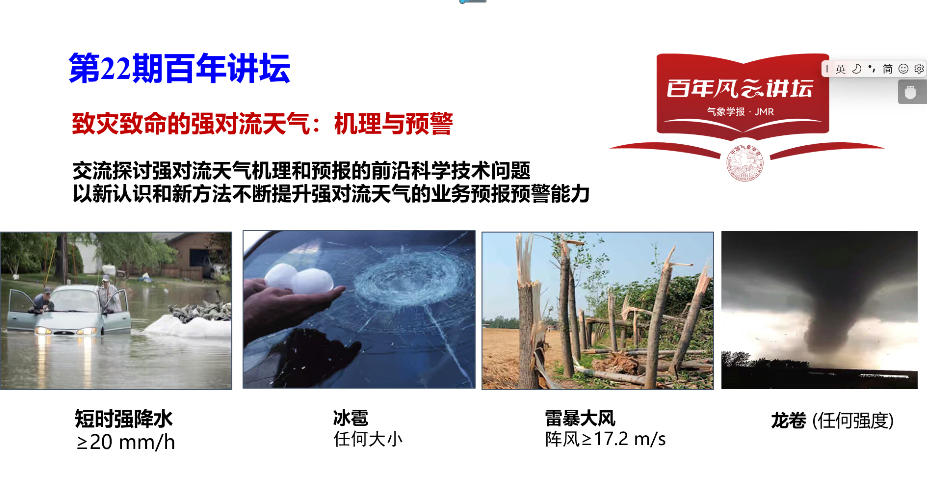 第22期百年讲坛
百年风云讲坛
气象学报·JMR
英
简
致灾致命的强对流天气：机理与预警
交流探讨强对流天气机理和预报的前沿科学技术问题
以新认识和新方法不断提升强对流天气的业务预报预警能力
短时强降水
≥20 mm/h
冰雹
任何大小
雷暴大风
阵风≥17.2 m/s
龙卷 (任何强度)